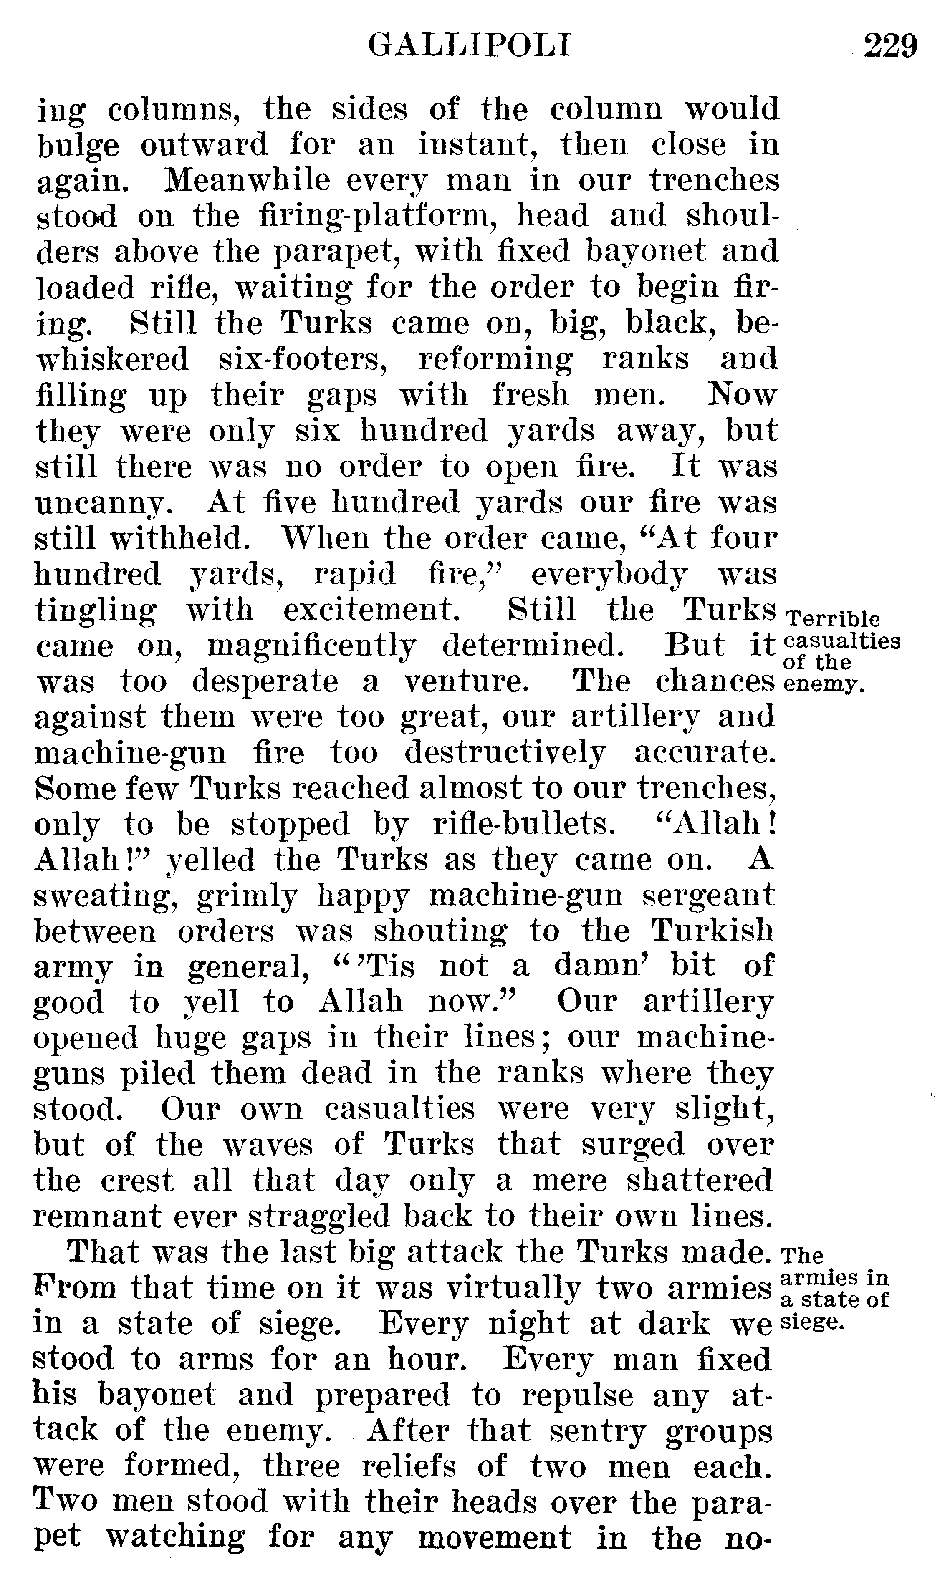 GALLIPOLI 229
ing columns, the sides of the column would
bulge outward for an instant, then close in
again. Meanwhile every man in our trenches
stood on the firing-platform, head and shoul-
ders above the parapet, with fixed bayonet and
loaded rifle, waiting for the order to begin fir-
ing. Still the Turks came on, big, black, be-
whiskered six-footers, reforming ranks and
filling up their gaps with fresh men. Now
they were only six hundred yards away, but
still there was no order to open fire. It was
uncanny. At five hundred yards our fire was
still withheld. When the order came, “At four
hundred yards, rapid fire,” everybody was
tingling with excitement. Still the Turks
came on, magnificently determined. But it
was too desperate a venture. The chances
against them were too great, our artillery and
machine-gun fire too destructively accurate.
Some few Turks reached almost to our trenches,
only to be stopped by rifle-bullets. “Allah!
Allah!” yelled the Turks as they came on. A
sweating, grimly happy machine-gun sergeant
between orders was shouting to the Turkish
army in general, “’Tis not a damn’ bit of
good to yell to Allah now.” Our artillery
opened huge gaps in their lines; our machine-
guns piled them dead in the ranks where they
stood. Our own casualties were very slight,
but of the waves of Turks that surged over
the crest all that day only a mere shattered
remnant ever straggled back to their own lines.
That was the last big attack the Turks made.
From that time on it was virtually two armies
in a state of siege. Every night at dark we
stood to arms for an hour. Every man fixed
his bayonet and prepared to repulse any at-
tack of the enemy. After that sentry groups
were formed, three reliefs of two men each.
Two men stood with their heads over the para-
pet watching for any movement in the no-
Terrible
casualties
of the
enemy.
The
armies in
a state of
siege.